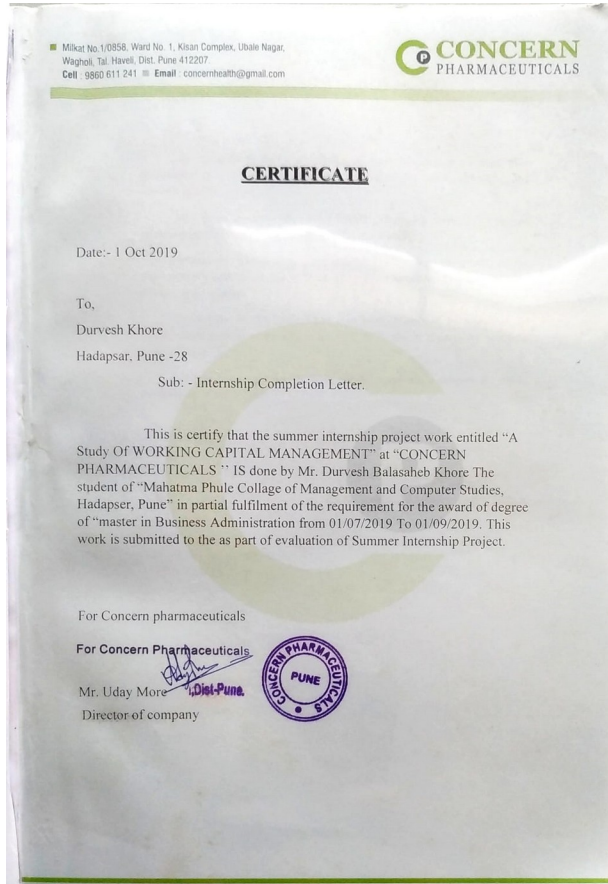 Milkat No.1/0858, Ward No. 1, Kisan Complex, Ubale Nagar,
Wagholi, Tal. Haveli, Dist. Pune 412207
Cell : 9860 611 241 Email : concernhealth@gmail.com
CP CONCERN
PHARMACEUTICALS
CERTIFICATE
Date:- 1 Oct 2019
To,
Durvesh Khore
Hadapsar, Pune -28
Sub: - Internship Completion Letter.
This is certify that the summer internship project work entitled “A
Study Of WORKING CAPITAL MANAGEMENT” at “CONCERN
PHARMACEUTICALS ’’ IS done by Mr. Durvesh Balasaheb Khore The
student of “Mahatma Phule Collage of Management and Computer Studies,
Hadapser, Pune” in partial fulfilment of the requirement for the award of degree
of “master in Business Administration from 01/07/2019 To 01/09/2019. This
work is submitted to the as part of evaluation of Summer Internship Project.
For Concern pharmaceuticals
For Concern Pharmaceuticals
Mr. Uday More
Dist-Pune.
Director of company
CONCERN PHARMACEUTICALS
PUNE